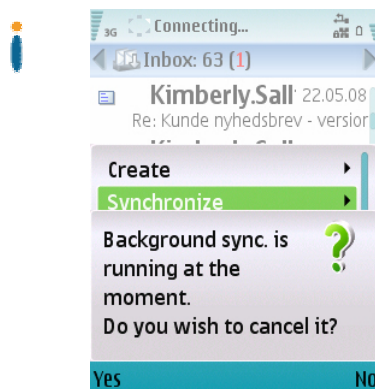 3G Connecting...
Inbox: 63 (1)
Kimberly.Sall 22.05.08
Re: Kunde nyhedsbrev - version
Create
Synchronize
Background sync. is
running at the
moment.
Do you wish to cancel it?
Yes No